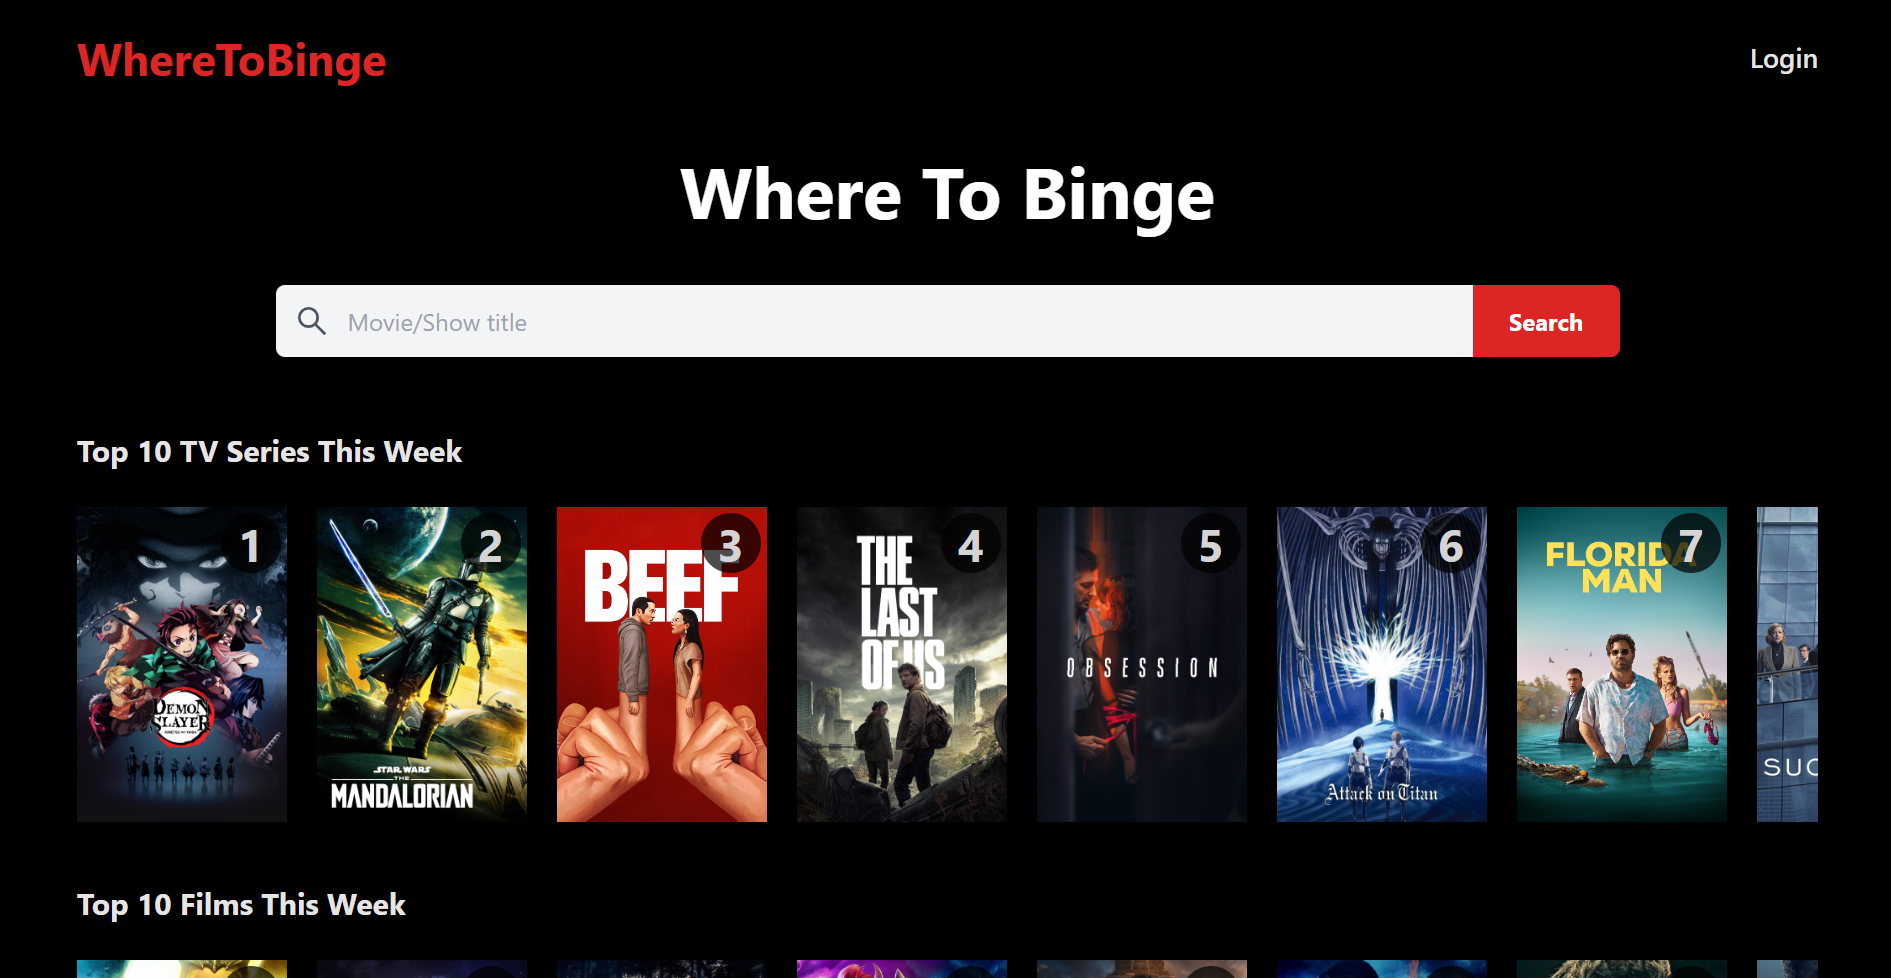 WhereToBinge
Login
Where To Binge
Movie/Show title
Search
Top 10 TV Series This Week
1
2
3
4
5
6
7
DEMON
SLAYER
STAR WARS
THE
MANDALORIAN
BEEF
THE
LAST
OF US
OBSESSION
Attack on Titan
FLORIDA
MAN
SUC
Top 10 Films This Week